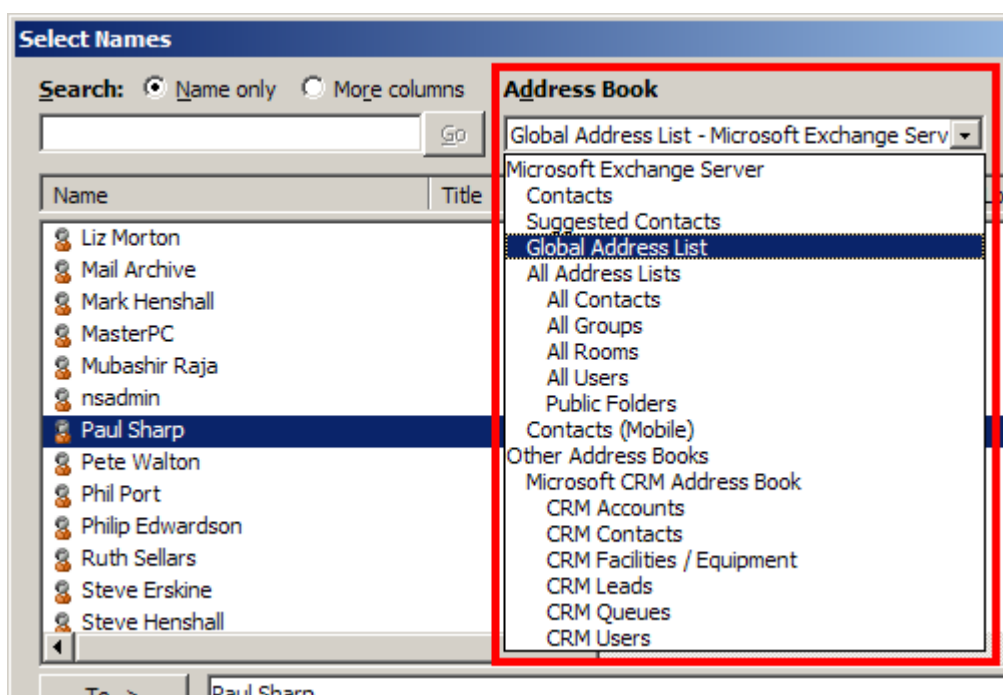 Select Names
Search: Name only More columns
Address Book
Go
Global Address List - Microsoft Exchange Serv
Name Title
Liz Morton
Mail Archive
Mark Henshall
MasterPC
Mubashir Raja
nsadmin
Paul Sharp
Pete Walton
Phil Port
Philip Edwardson
Ruth Sellars
Steve Erskine
Steve Henshall
Microsoft Exchange Server
Contacts
Suggested Contacts
Global Address List
All Address Lists
All Contacts
All Groups
All Rooms
All Users
Public Folders
Contacts (Mobile)
Other Address Books
Microsoft CRM Address Book
CRM Accounts
CRM Contacts
CRM Facilities / Equipment
CRM Leads
CRM Queues
CRM Users
To -> Paul Sharp